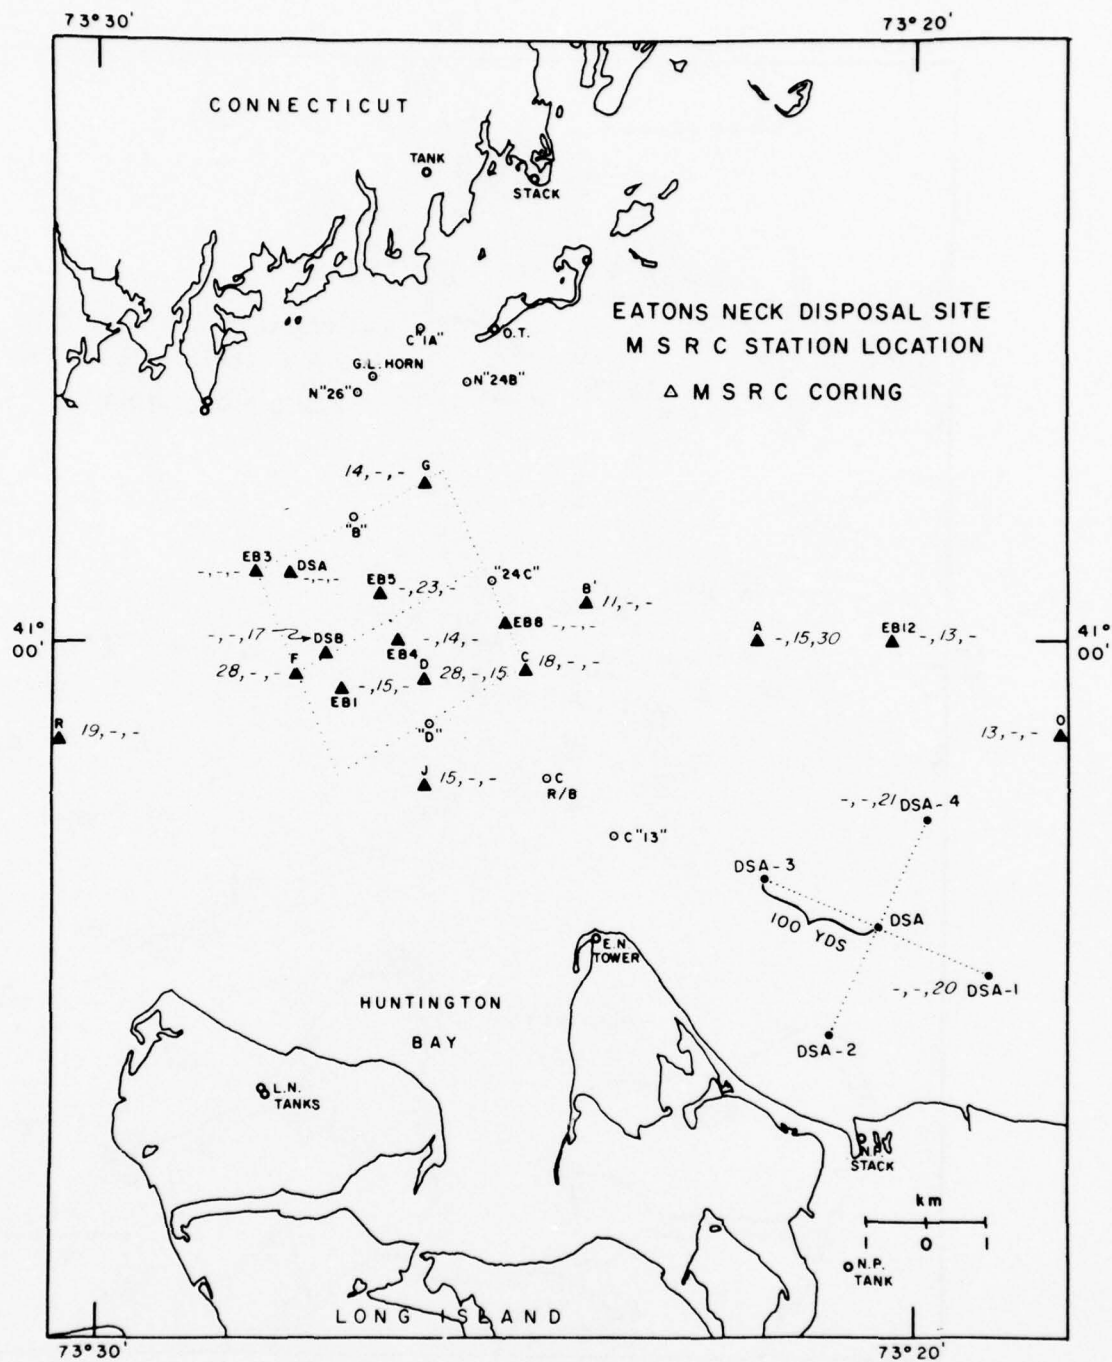 73° 30'
73° 20'
CONNECTICUT
TANK
STACK
EATONS NECK DISPOSAL SITE
M S R C STATION LOCATION
△ M S R C CORING
C"1A"
O.T.
G.L. HORN
N"26"
N"24B"
14,-,-
G
"B"
EB3
-,-,-
DSA
-,-,-
EB5
-,23,-
"24C"
B'
11,-,-
EB8
-,-,-
41°
00'
-,-,17
DSB
-,14,-
EB4
A
-,15,30
EB12
-,13,-
41°
00'
F
28,-,-
EB1
-,15,-
D
28,-,15
C
18,-,-
R
19,-,-
"D"
O
13,-,-
J
15,-,-
C
R/B
C"13"
-,-,21 DSA-4
DSA-3
DSA
100 YDS
-,-,20 DSA-1
DSA-2
E.N
TOWER
HUNTINGTON
BAY
L.N.
TANKS
N.P.
STACK
km
1 0 1
N.P.
TANK
LONG ISLAND
73° 30'
73° 20'